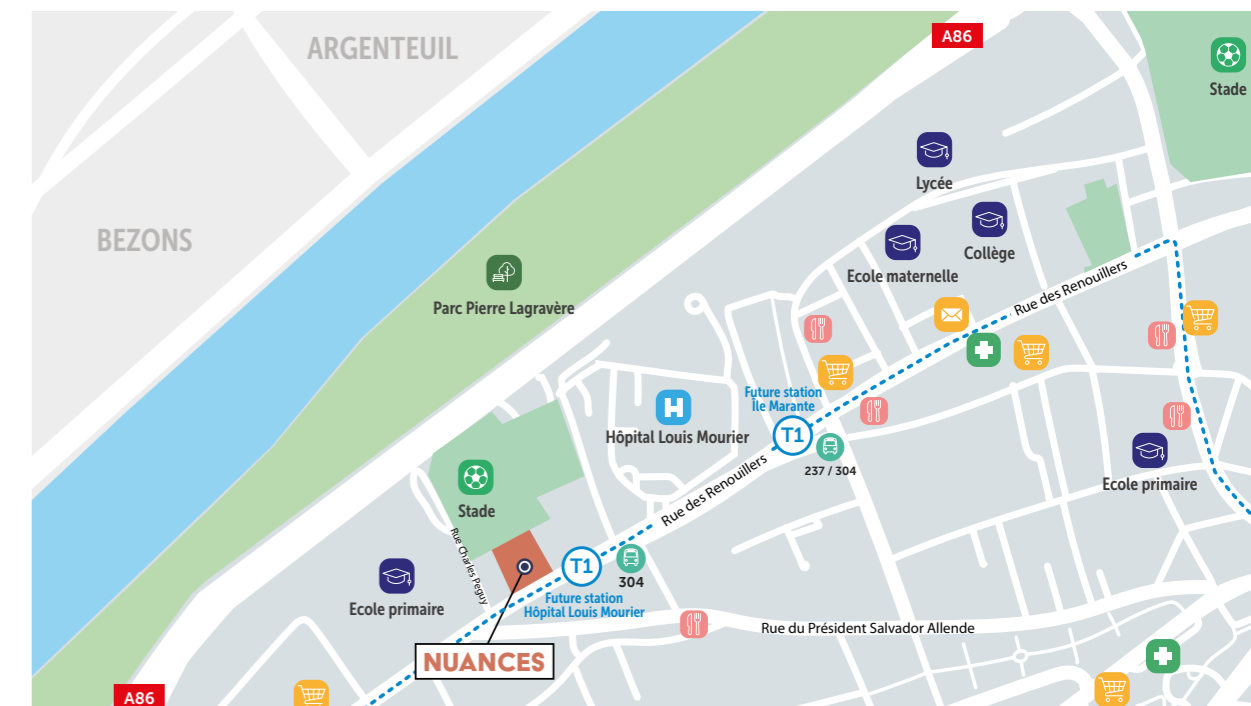 ARGENTEUIL
A86
Stade
Lycée
BEZONS
Collège
Ecole maternelle
Parc Pierre Lagravère
Rue des Renouillers
Future station
Île Marante
H
Hôpital Louis Mourier
T1
237 / 304
Rue des Renouillers
Ecole primaire
Stade
Rue Charles Peguy
T1
304
Ecole primaire
Future station
Hôpital Louis Mourier
Rue du Président Salvador Allende
NUANCES
A86